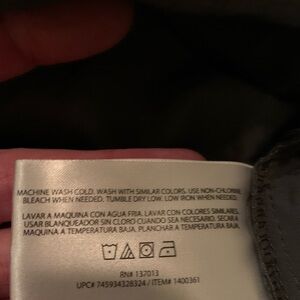 MACHINE WASH COLD. WASH WITH SIMILAR COLORS. USE NON-CHLORINE
BLEACH WHEN NEEDED. TUMBLE DRY LOW. LOW IRON WHEN NEEDED.
LAVAR A MAQUINA CON AGUA FRIA. LAVAR CON COLORES SIMILARES.
USAR BLANQUEADOR SIN CLORO CUANDO SEA NECESARIO. SECAR A
MAQUINA A TEMPERATURA BAJA. PLANCHAR A TEMPERATURA BAJA.
RN# 137013
UPC# 745934328324 / ITEM# 1400361